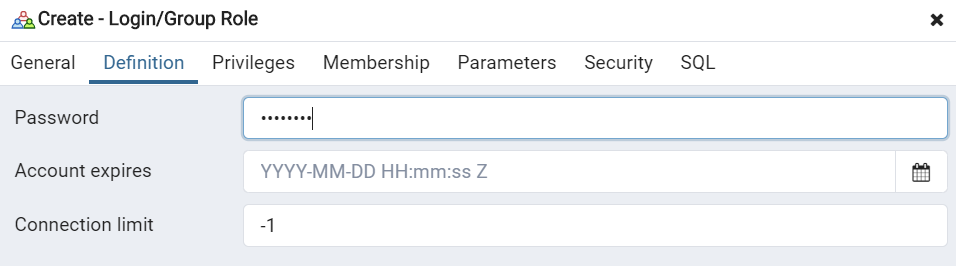 Create - Login/Group Role
General Definition Privileges Membership Parameters Security SQL
Password ••••••••
Account expires YYYY-MM-DD HH:mm:ss Z
Connection limit -1